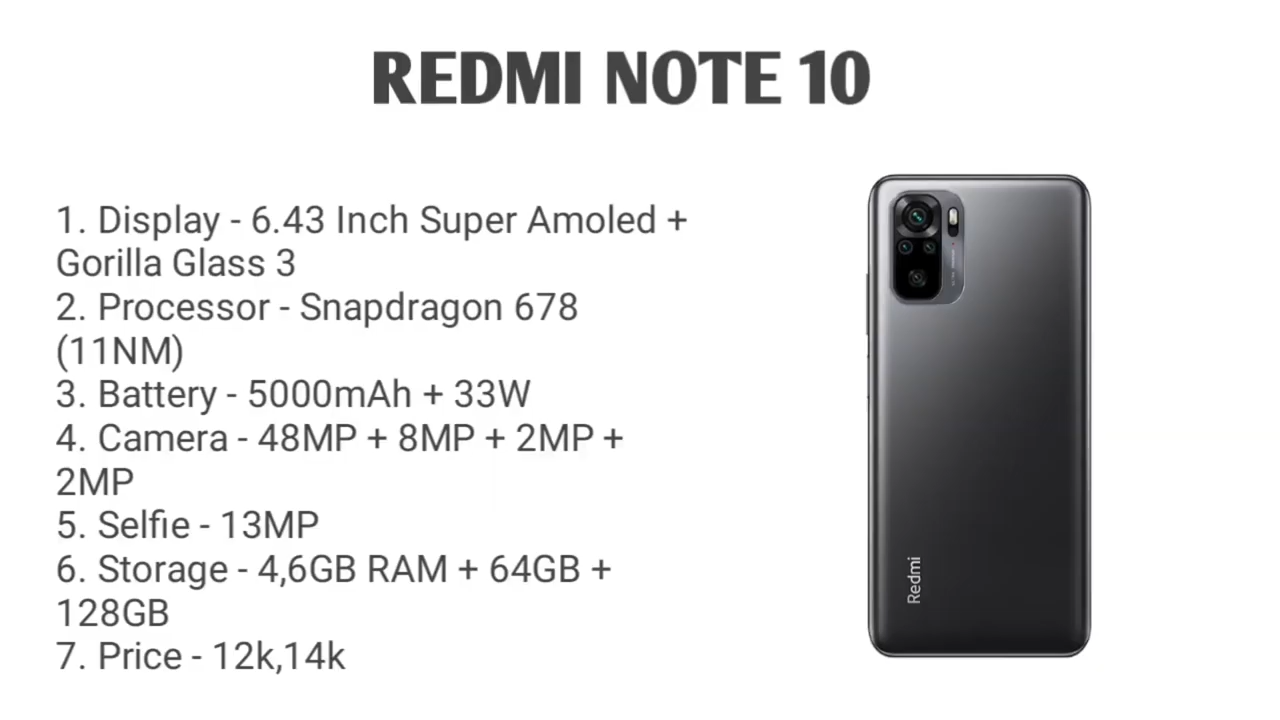 REDMI NOTE 10
1. Display - 6.43 Inch Super Amoled +
Gorilla Glass 3
2. Processor - Snapdragon 678
(11NM)
3. Battery - 5000mAh + 33W
4. Camera - 48MP + 8MP + 2MP +
2MP
5. Selfie - 13MP
6. Storage - 4,6GB RAM + 64GB +
128GB
7. Price - 12k,14k
Redmi